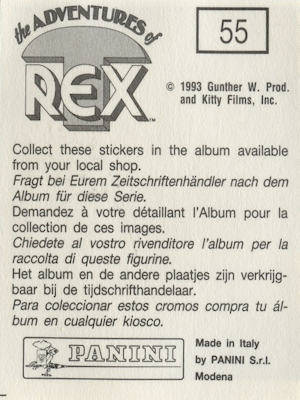 the ADVENTURES of
T
REX™
55
© 1993 Gunther W. Prod.
and Kitty Films, Inc.
Collect these stickers in the album available
from your local shop.
Fragt bei Eurem Zeitschriftenhändler nach dem
Album für diese Serie.
Demandez à votre détaillant l'Album pour la
collection de ces images.
Chiedete al vostro rivenditore l'album per la
raccolta di queste figurine.
Het album en de andere plaatjes zijn verkrijg-
baar bij de tijdschrifthandelaar.
Para coleccionar estos cromos compra tu ál-
bum en cualquier kiosco.
PANINI
Made in Italy
by PANINI S.r.l.
Modena